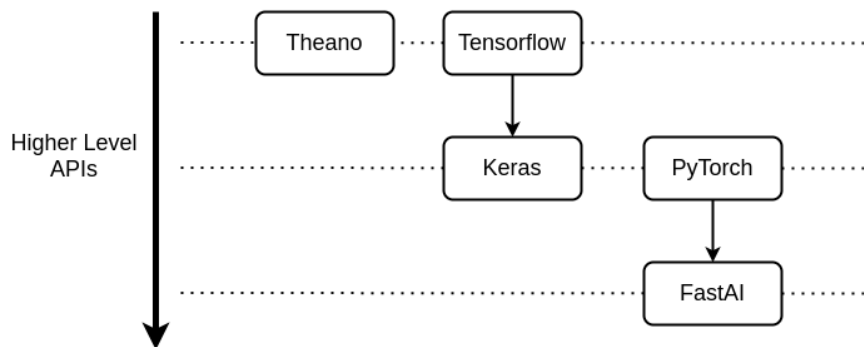 Theano
Tensorflow
Higher Level
APIs
Keras
PyTorch
FastAI